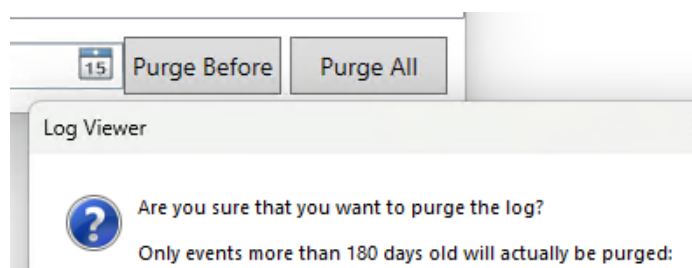 15
Purge Before
Purge All
Log Viewer
?
Are you sure that you want to purge the log?
Only events more than 180 days old will actually be purged: